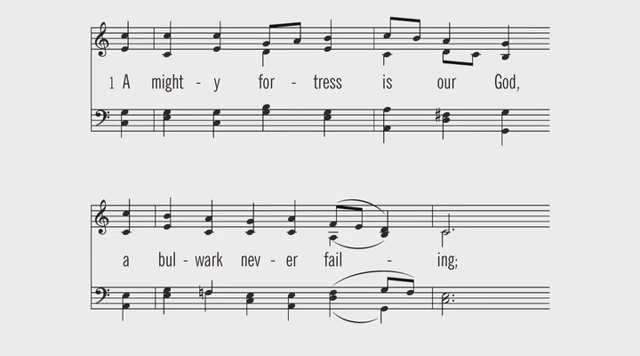 1 A might - y for - tress is our God,
a bul - wark nev - er fail - ing;